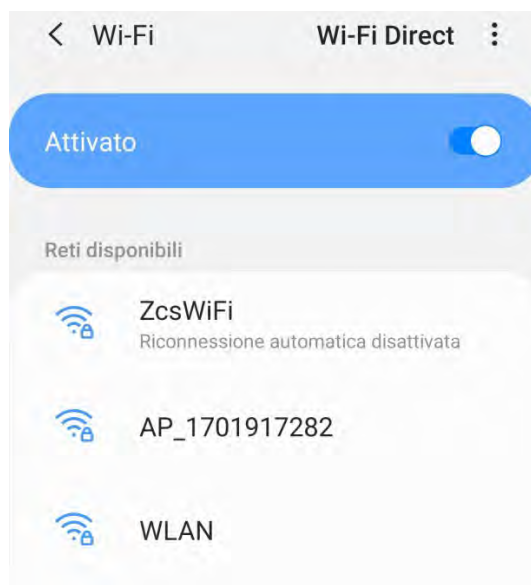 Wi-Fi Wi-Fi Direct
Attivato
Reti disponibili
ZcsWiFi
Riconnessione automatica disattivata
AP_1701917282
WLAN